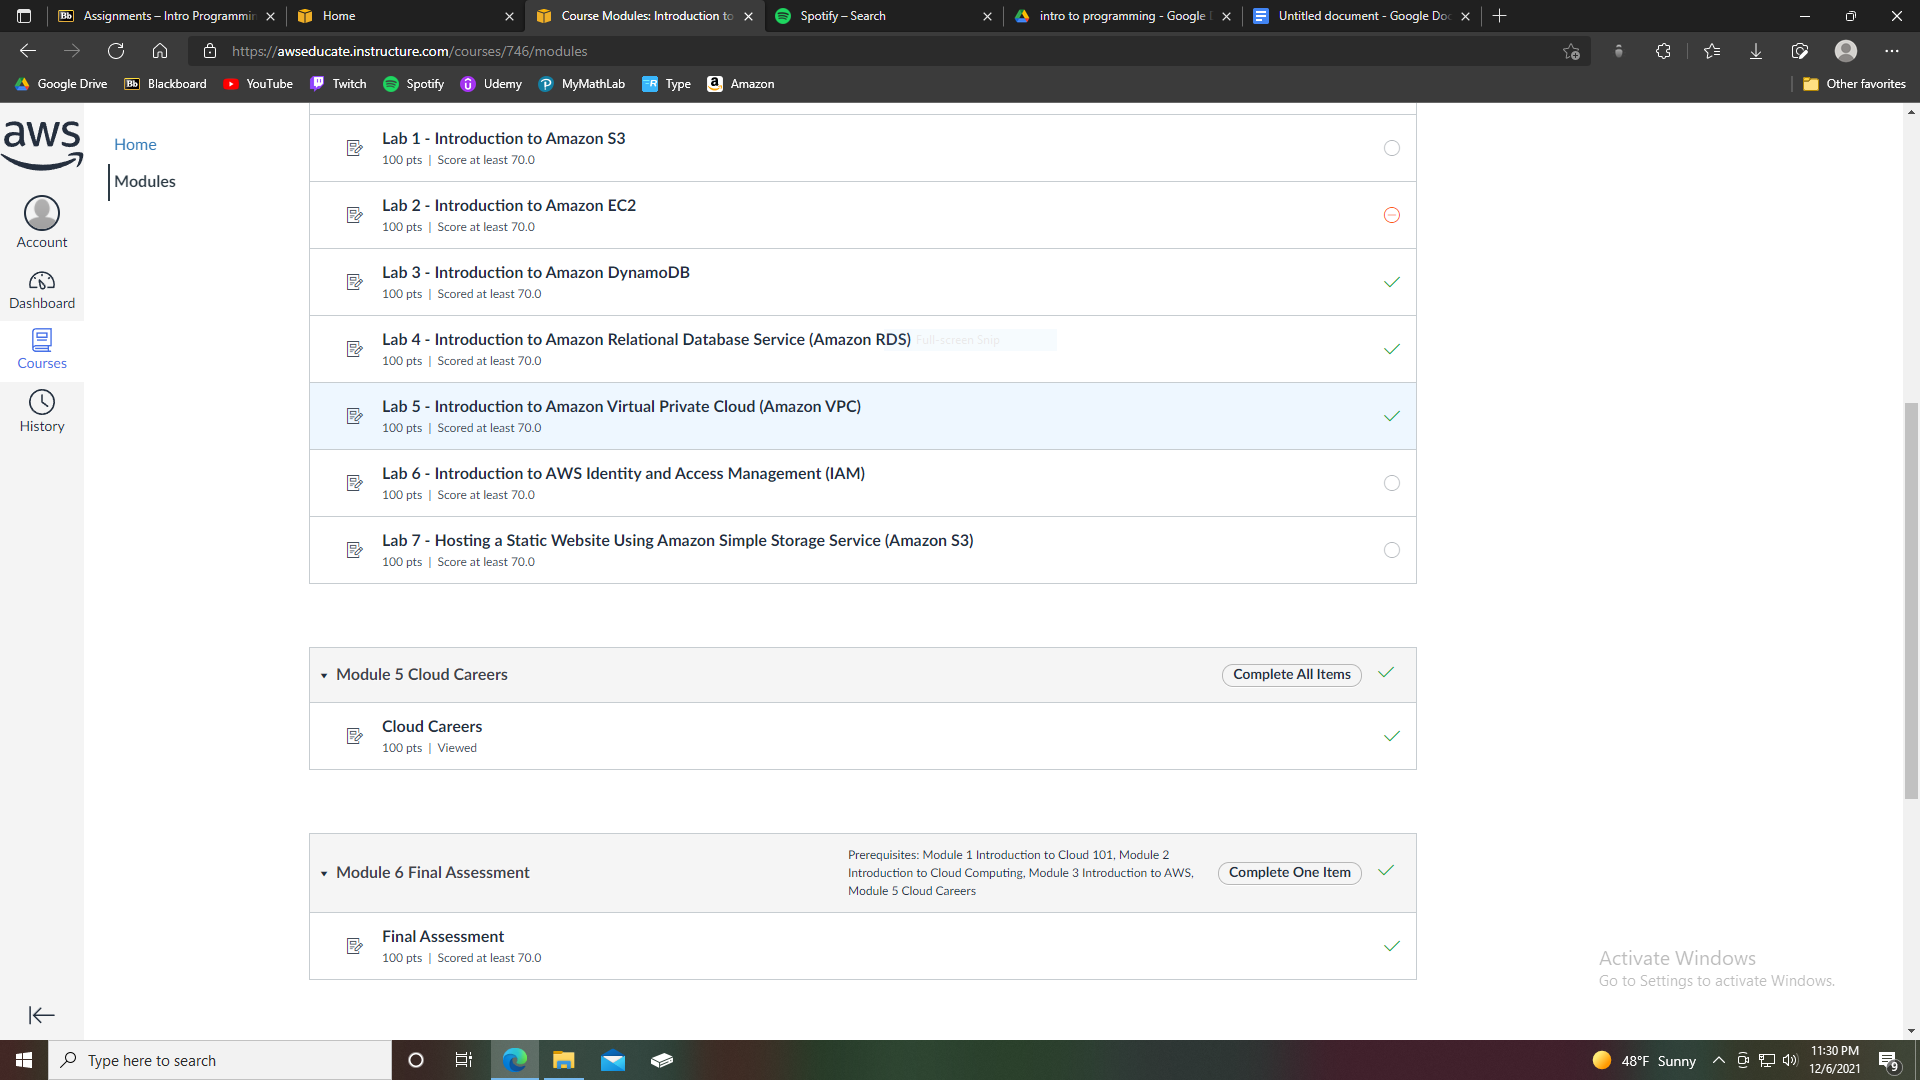 Assignments – Intro Programmin
Home
Course Modules: Introduction to
Spotify – Search
intro to programming - Google D
Untitled document - Google Doc
https://awseducate.instructure.com/courses/746/modules
Google Drive
Bb Blackboard
YouTube
Twitch
Spotify
Udemy
MyMathLab
Type
Amazon
Other favorites
aws
Account
Dashboard
Courses
History
Home
Modules
Lab 1 - Introduction to Amazon S3
100 pts | Score at least 70.0
Lab 2 - Introduction to Amazon EC2
100 pts | Score at least 70.0
Lab 3 - Introduction to Amazon DynamoDB
100 pts | Scored at least 70.0
Lab 4 - Introduction to Amazon Relational Database Service (Amazon RDS)
Full-screen Snip
100 pts | Scored at least 70.0
Lab 5 - Introduction to Amazon Virtual Private Cloud (Amazon VPC)
100 pts | Scored at least 70.0
Lab 6 - Introduction to AWS Identity and Access Management (IAM)
100 pts | Score at least 70.0
Lab 7 - Hosting a Static Website Using Amazon Simple Storage Service (Amazon S3)
100 pts | Score at least 70.0
Module 5 Cloud Careers
Complete All Items
Cloud Careers
100 pts | Viewed
Module 6 Final Assessment
Prerequisites: Module 1 Introduction to Cloud 101, Module 2
Introduction to Cloud Computing, Module 3 Introduction to AWS,
Module 5 Cloud Careers
Complete One Item
Final Assessment
100 pts | Scored at least 70.0
Activate Windows
Go to Settings to activate Windows.
Type here to search
48°F Sunny
11:30 PM
12/6/2021
9